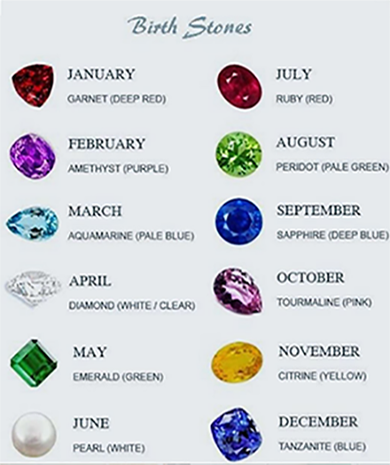 Birth Stones
JANUARY
GARNET (DEEP RED)
FEBRUARY
AMETHYST (PURPLE)
MARCH
AQUAMARINE (PALE BLUE)
APRIL
DIAMOND (WHITE / CLEAR)
MAY
EMERALD (GREEN)
JUNE
PEARL (WHITE)
JULY
RUBY (RED)
AUGUST
PERIDOT (PALE GREEN)
SEPTEMBER
SAPPHIRE (DEEP BLUE)
OCTOBER
TOURMALINE (PINK)
NOVEMBER
CITRINE (YELLOW)
DECEMBER
TANZANITE (BLUE)